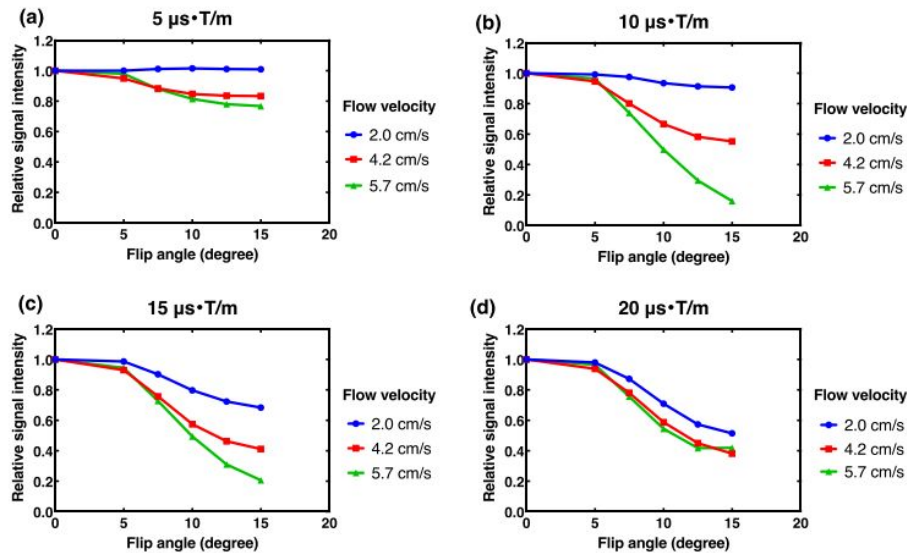 (a)
5 µs•T/m
Relative signal intensity
1.2
1.0
0.8
0.6
0.4
0.2
0.0
0 5 10 15 20
Flip angle (degree)
Flow velocity
2.0 cm/s
4.2 cm/s
5.7 cm/s
(b)
10 µs•T/m
Relative signal intensity
1.2
1.0
0.8
0.6
0.4
0.2
0.0
0 5 10 15 20
Flip angle (degree)
Flow velocity
2.0 cm/s
4.2 cm/s
5.7 cm/s
(c)
15 µs•T/m
Relative signal intensity
1.2
1.0
0.8
0.6
0.4
0.2
0.0
0 5 10 15 20
Flip angle (degree)
Flow velocity
2.0 cm/s
4.2 cm/s
5.7 cm/s
(d)
20 µs•T/m
Relative signal intensity
1.2
1.0
0.8
0.6
0.4
0.2
0.0
0 5 10 15 20
Flip angle (degree)
Flow velocity
2.0 cm/s
4.2 cm/s
5.7 cm/s